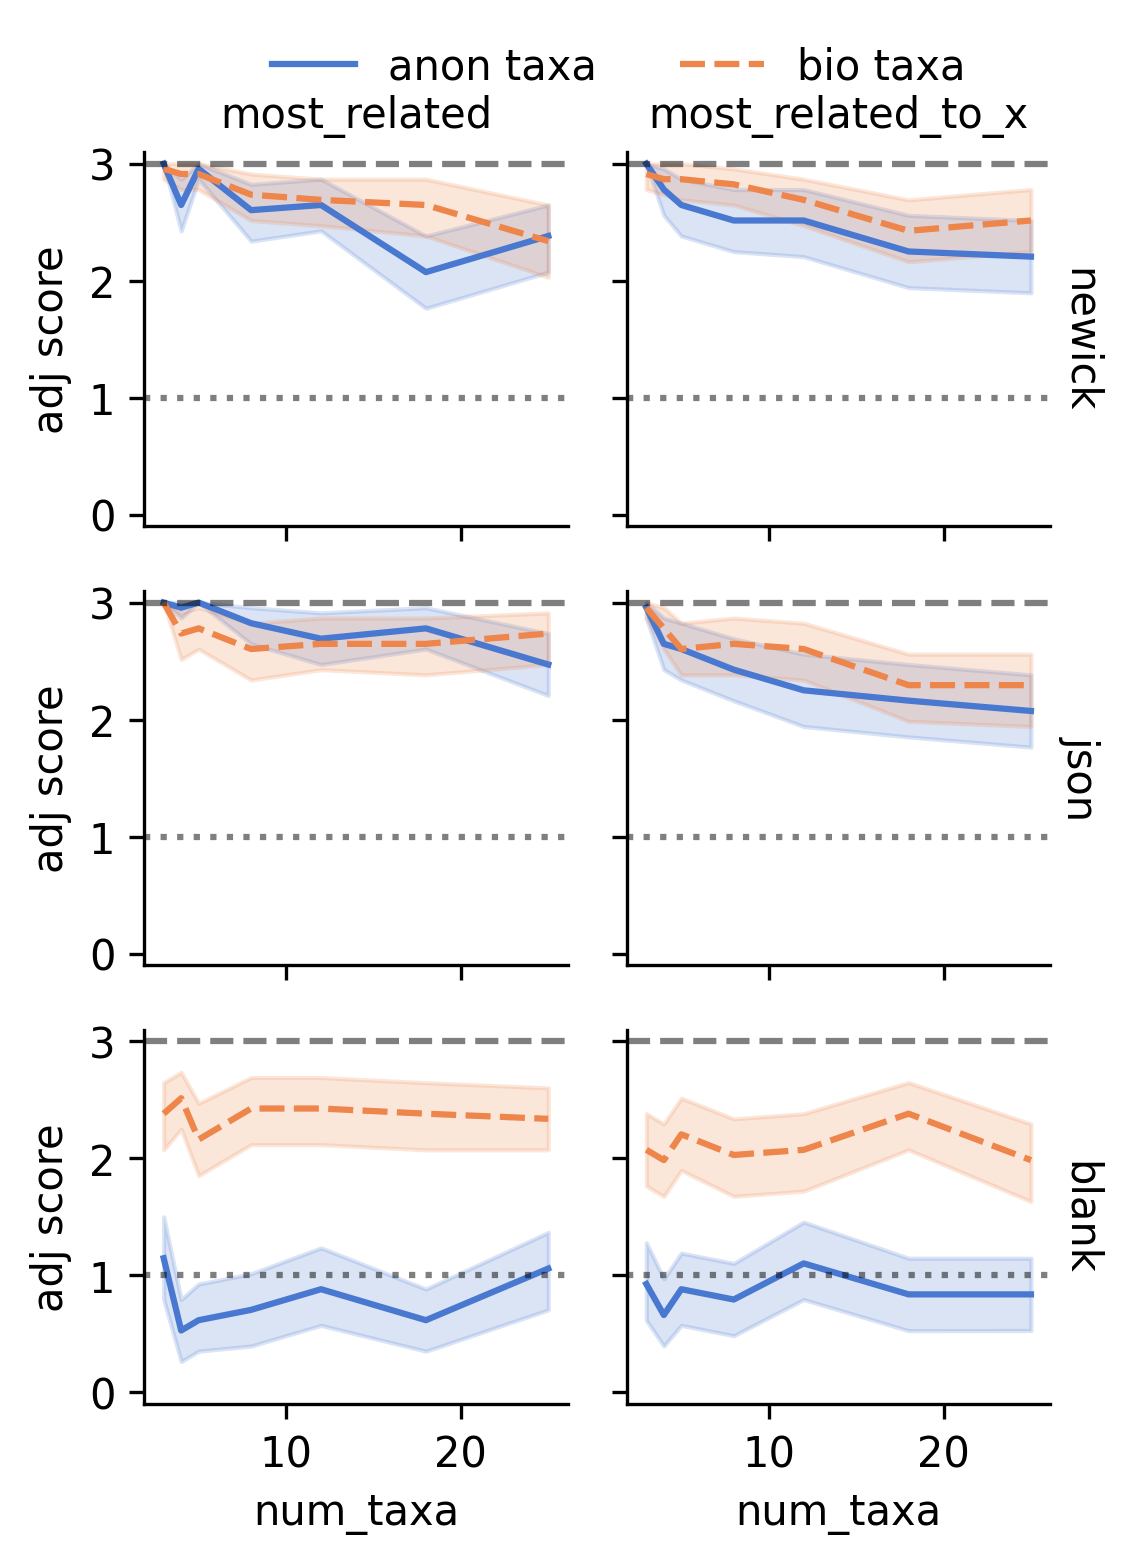 anon taxa bio taxa
most_related most_related_to_x
3
2
1
0
adj score
newick
3
2
1
0
adj score
json
3
2
1
0
adj score
blank
10 20 10 20
num_taxa num_taxa